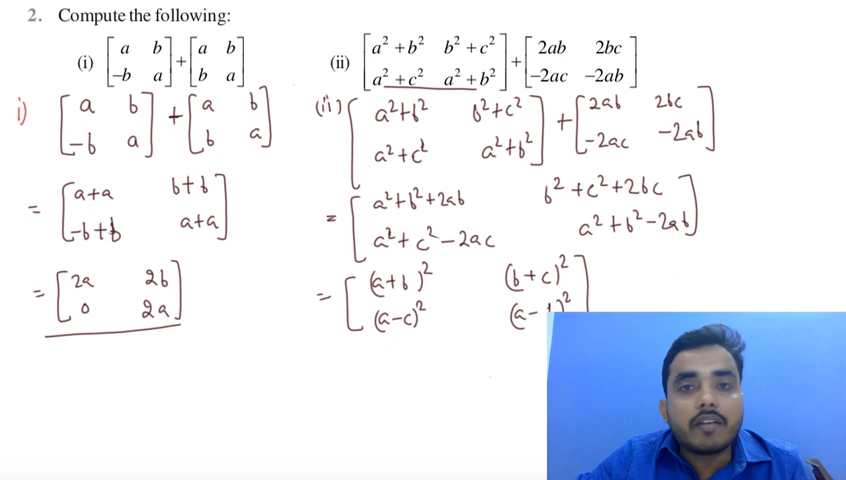 2. Compute the following:
(i) [a b; –b a] + [a b; b a]
(ii) [a² + b² b² + c²; a² + c² a² + b²] + [2ab 2bc; –2ac –2ab]
i) [a b; -b a] + [a b; b a]
= [a+a b+b; -b+b a+a]
= [2a 2b; 0 2a]
(ii) [a²+b² b²+c²; a²+c² a²+b²] + [2ab 2bc; -2ac -2ab]
= [a²+b²+2ab b²+c²+2bc; a²+c²-2ac a²+b²-2ab]
= [(a+b)² (b+c)²; (a-c)² (a-
)²]